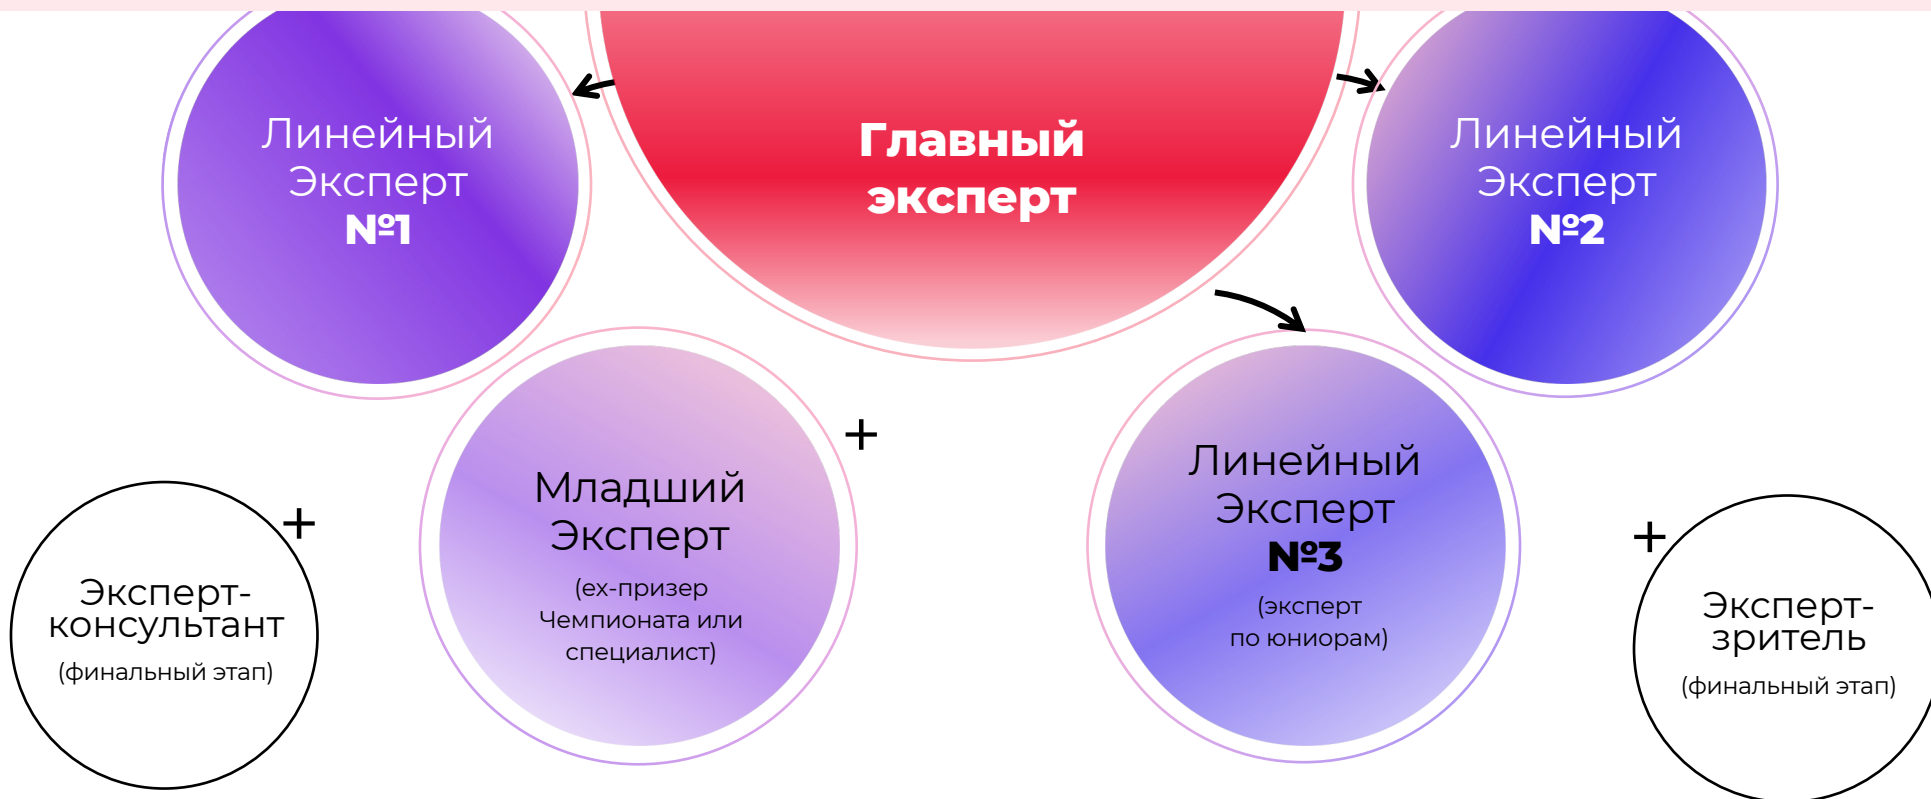 Линейный
Эксперт
№1
Главный
эксперт
Линейный
Эксперт
№2
Младший
Эксперт
(ex-призер
Чемпионата или
специалист)
Линейный
Эксперт
№3
(эксперт
по юниорам)
Эксперт-
консультант
(финальный этап)
Эксперт-
зритель
(финальный этап)